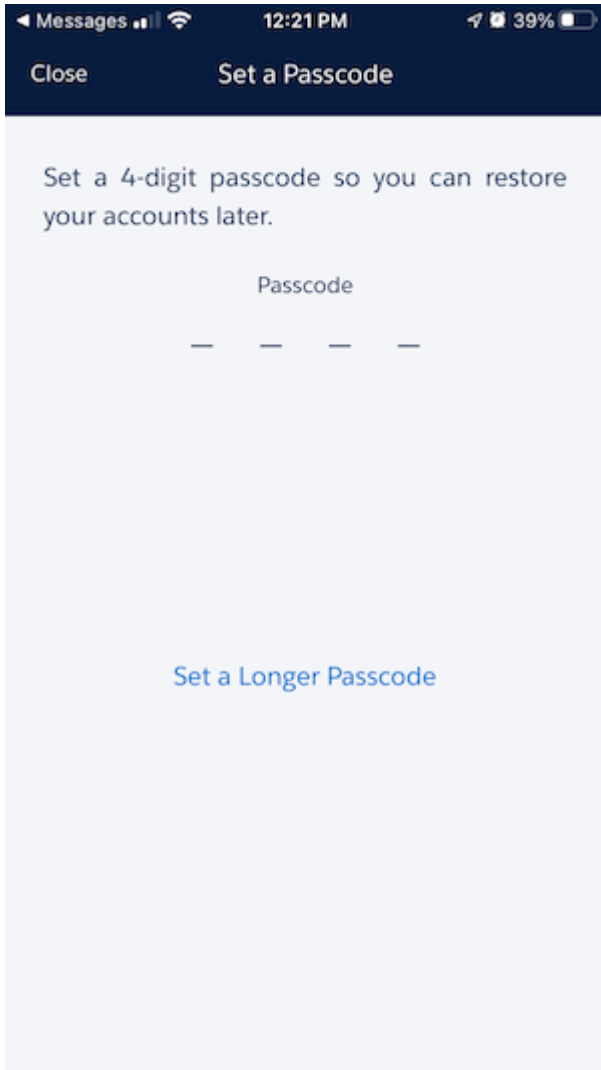 Messages 12:21 PM 39%
Close Set a Passcode
Set a 4-digit passcode so you can restore
your accounts later.
Passcode
Set a Longer Passcode